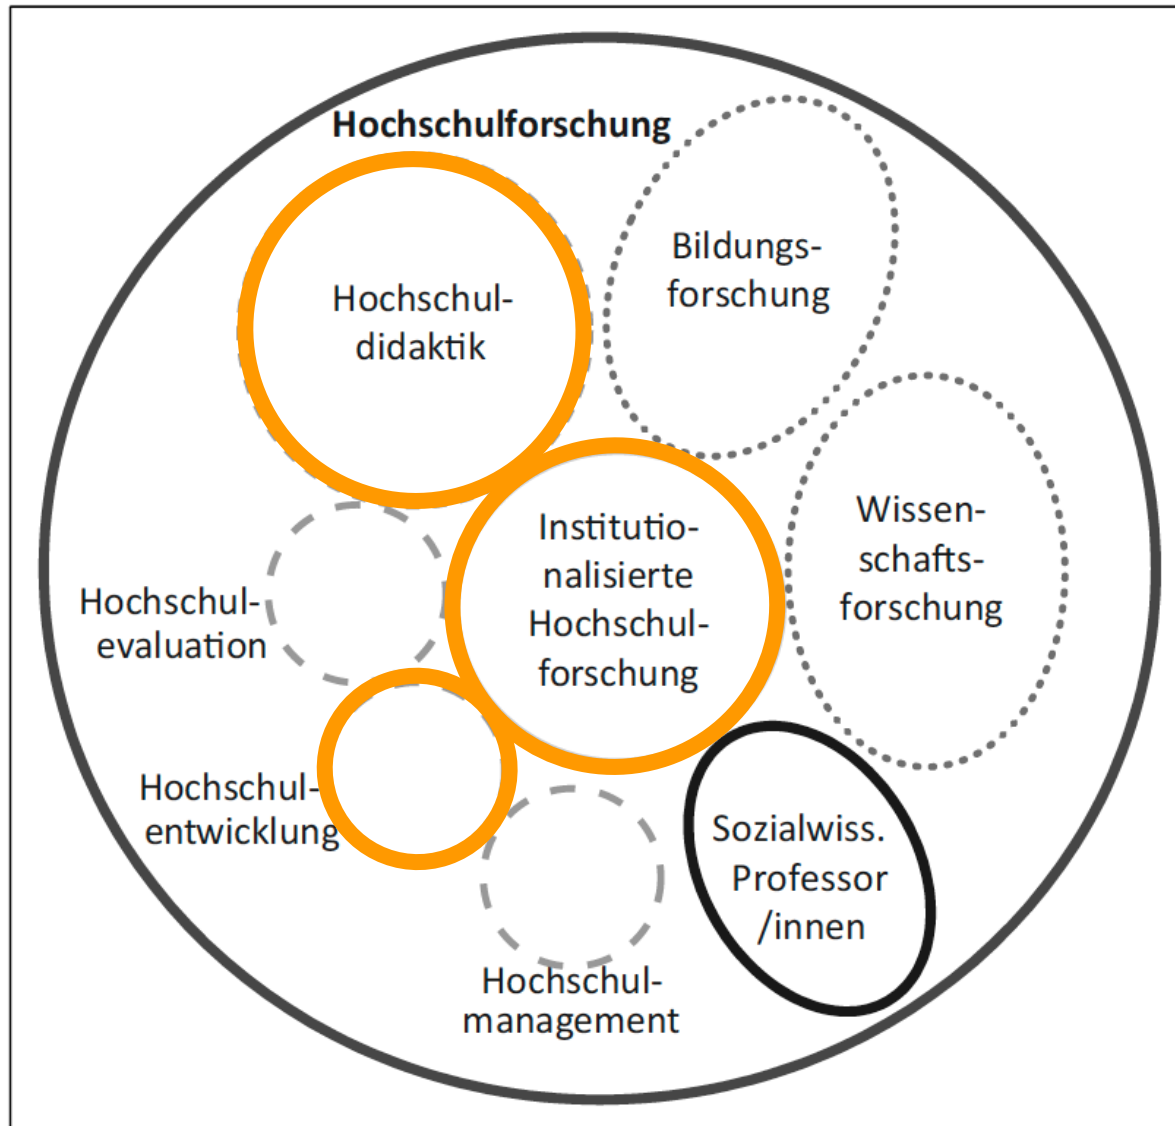 Hochschulforschung
Hochschul-
didaktik
Bildungs-
forschung
Institutio-
nalisierte
Hochschul-
forschung
Wissen-
schafts-
forschung
Hochschul-
evaluation
Hochschul-
entwicklung
Sozialwiss.
Professor
/innen
Hochschul-
management